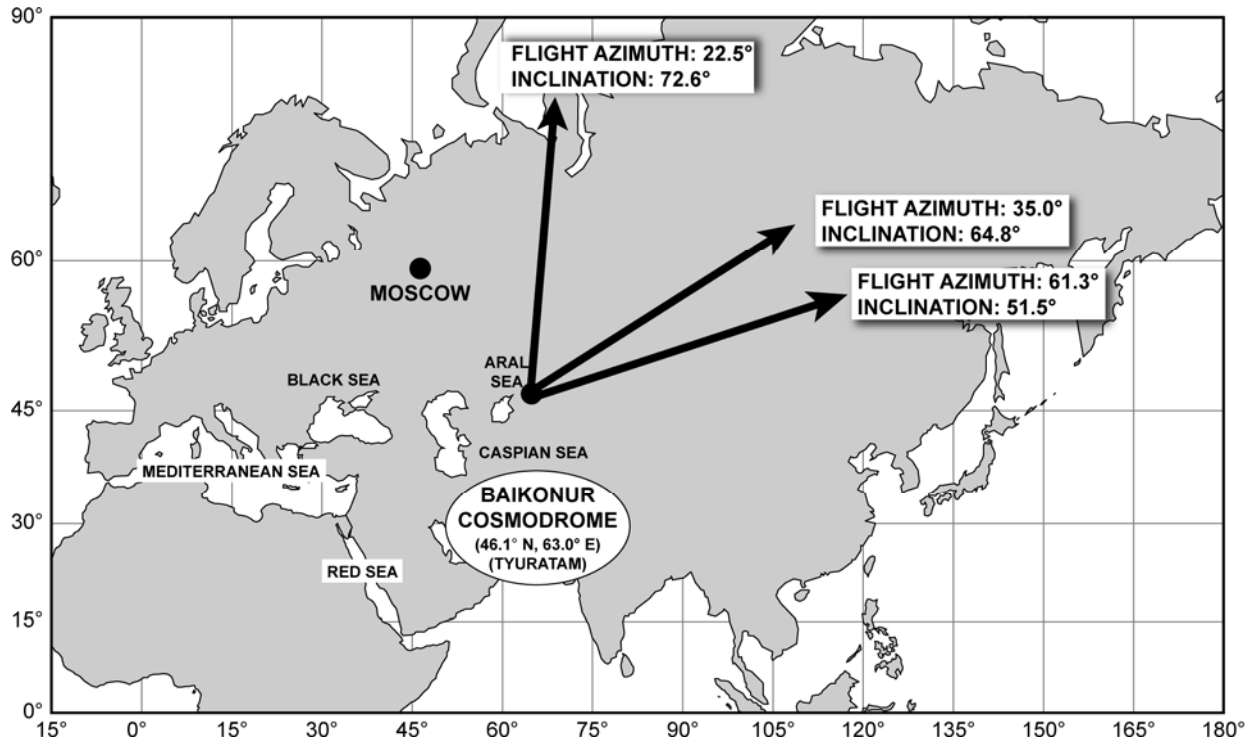 90°
FLIGHT AZIMUTH: 22.5°
INCLINATION: 72.6°
FLIGHT AZIMUTH: 35.0°
INCLINATION: 64.8°
60°
MOSCOW
FLIGHT AZIMUTH: 61.3°
INCLINATION: 51.5°
ARAL
SEA
BLACK SEA
45°
CASPIAN SEA
MEDITERRANEAN SEA
BAIKONUR
COSMODROME
(46.1° N, 63.0° E)
(TYURATAM)
30°
RED SEA
15°
0°
15° 0° 15° 30° 45° 60° 75° 90° 105° 120° 135° 150° 165° 180°